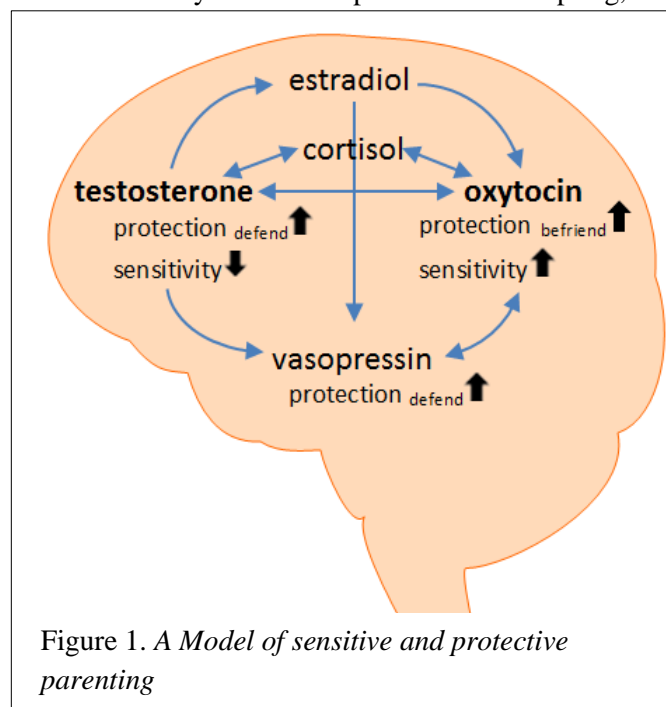 estradiol
cortisol
testosterone oxytocin
protection defend protection befriend
sensitivity sensitivity
vasopressin
protection defend
Figure 1. A Model of sensitive and protective
parenting